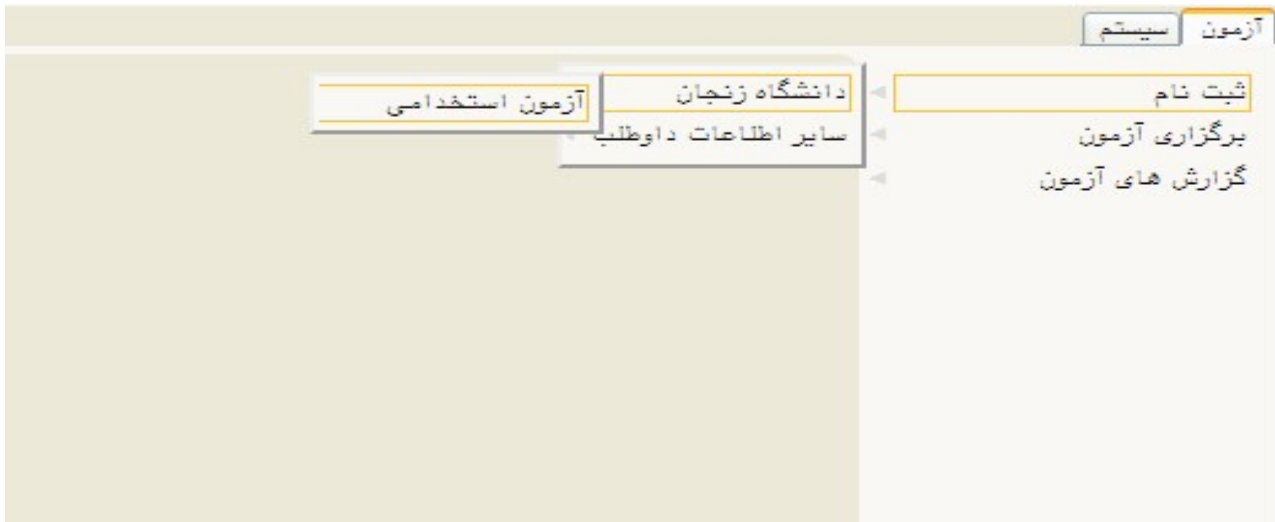 آزمون سیستم
ثبت نام دانشگاه زنجان آزمون استخدامی
برگزاری آزمون سایر اطلاعات داوطلب
گزارش های آزمون